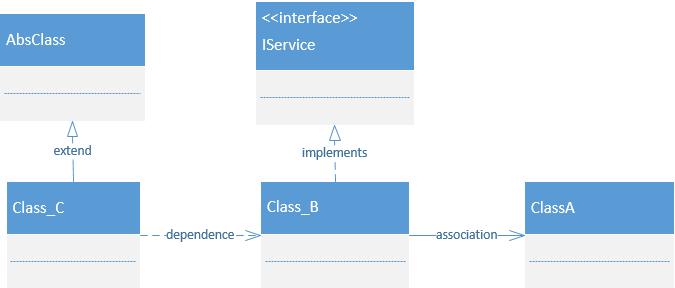 AbsClass
<<interface>>
IService
extend
implements
Class_C
Class_B
ClassA
dependence
association